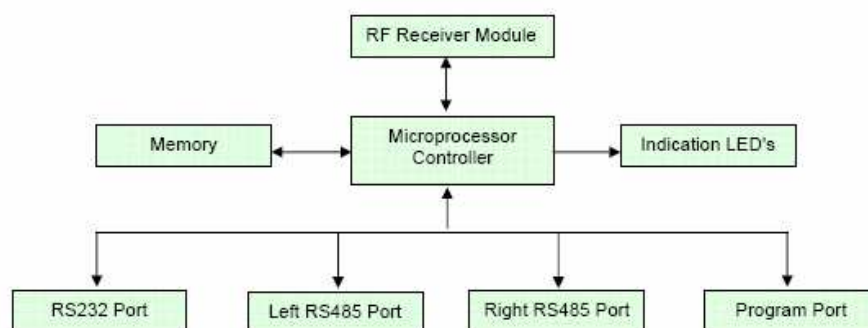 RF Receiver Module
Memory
Microprocessor
Controller
Indication LED's
RS232 Port
Left RS485 Port
Right RS485 Port
Program Port